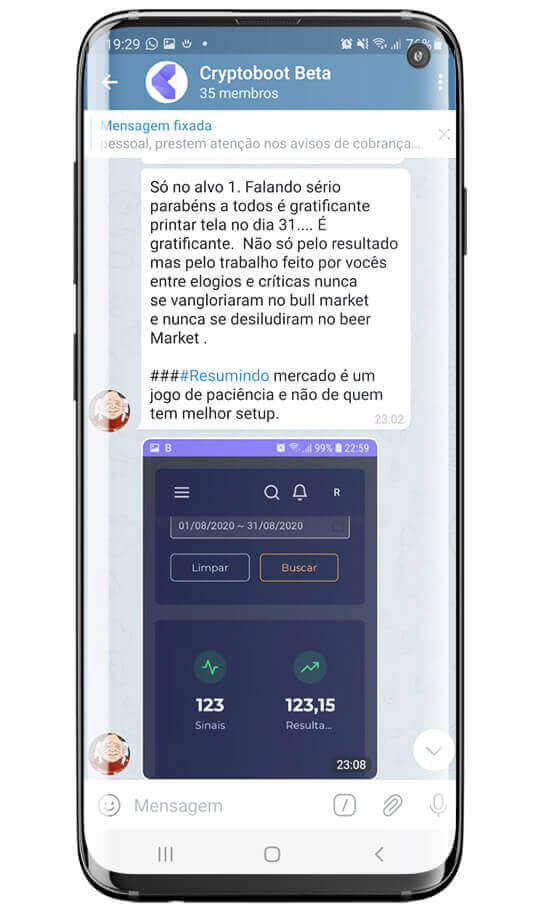 19:29
76%
Cryptoboot Beta
35 membros
Mensagem fixada
pessoal, prestem atenção nos avisos de cobrança...
Só no alvo 1. Falando sério
parabéns a todos é gratificante
printar tela no dia 31.... É
gratificante. Não só pelo resultado
mas pelo trabalho feito por vocês
entre elogios e críticas nunca
se vangloriaram no bull market
e nunca se desiludiram no beer
Market .
####Resumindo mercado é um
jogo de paciência e não de quem
tem melhor setup.
23:02
B
99% 22:59
R
01/08/2020 ~ 31/08/2020
Limpar
Buscar
123
123,15
Sinais
Resulta...
23:08
Mensagem